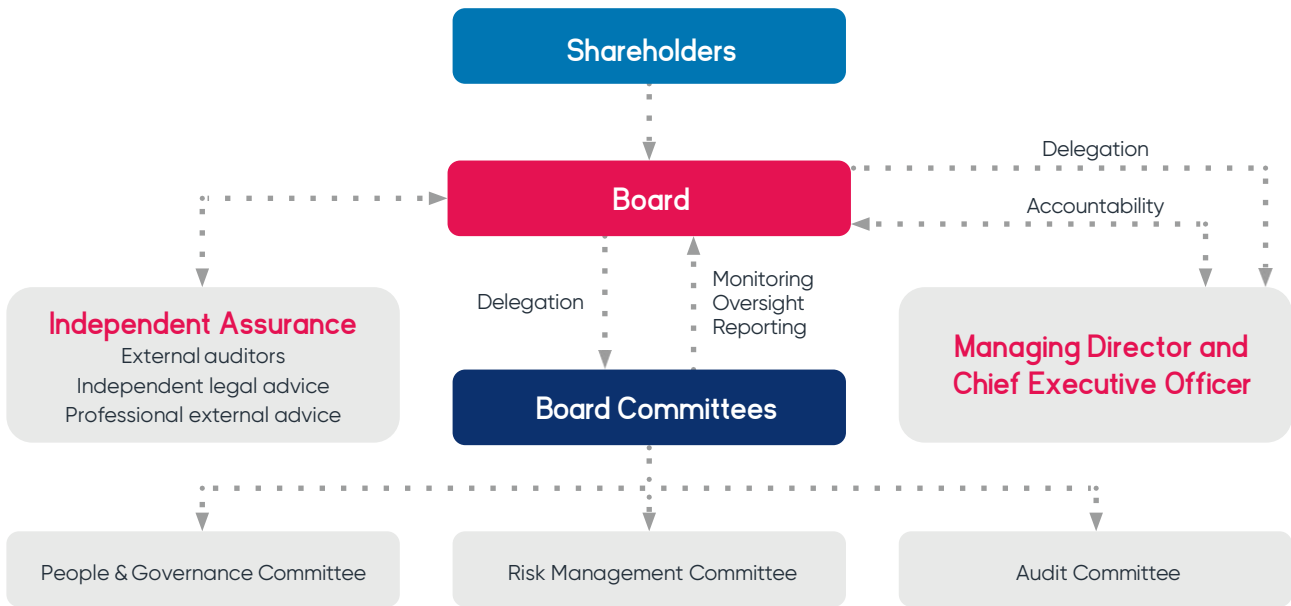 Shareholders
Delegation
Board
Accountability
Independent Assurance
External auditors
Independent legal advice
Professional external advice
Delegation
Monitoring
Oversight
Reporting
Managing Director and
Chief Executive Officer
Board Committees
People & Governance Committee
Risk Management Committee
Audit Committee